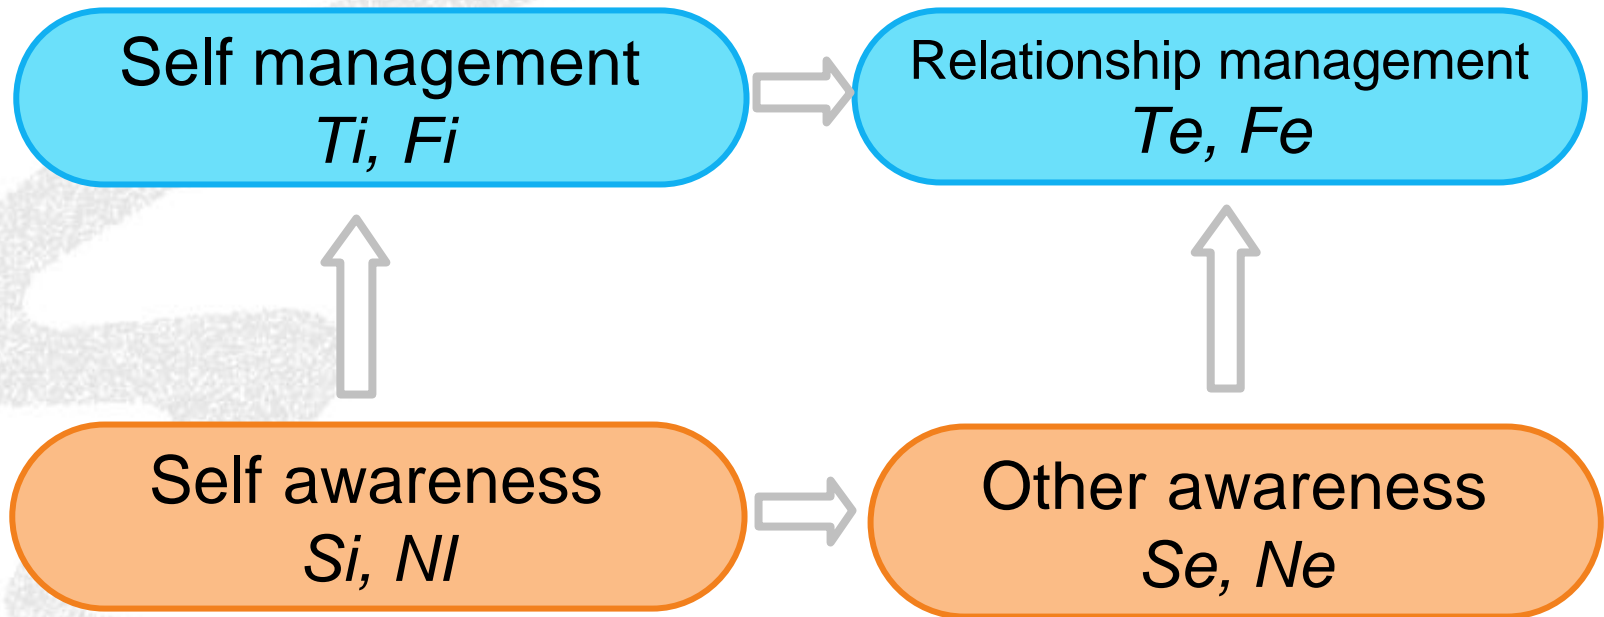 Self management
Ti, Fi
Relationship management
Te, Fe
Self awareness
Si, NI
Other awareness
Se, Ne